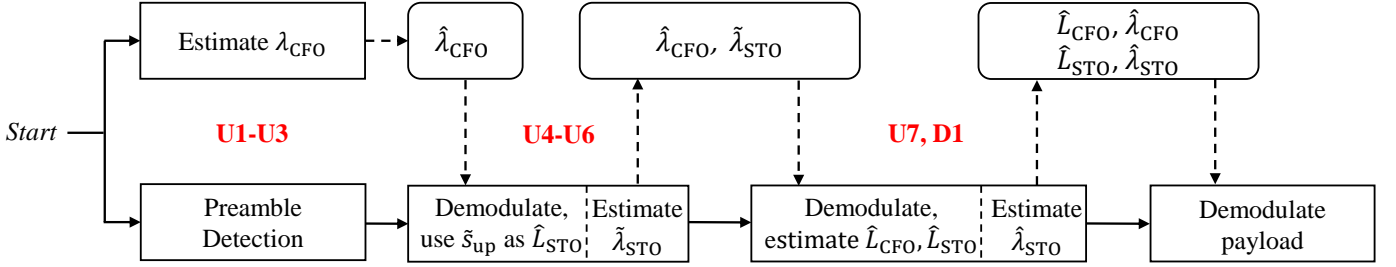 Start
Estimate λ_CFO
λ̂_CFO
λ̂_CFO, λ̃_STO
L̂_CFO, λ̂_CFO
L̂_STO, λ̂_STO
U1-U3
U4-U6
U7, D1
Preamble
Detection
Demodulate,
use s̃_up as L̂_STO
Estimate
λ̃_STO
Demodulate,
estimate L̂_CFO, L̂_STO
Estimate
λ̂_STO
Demodulate
payload